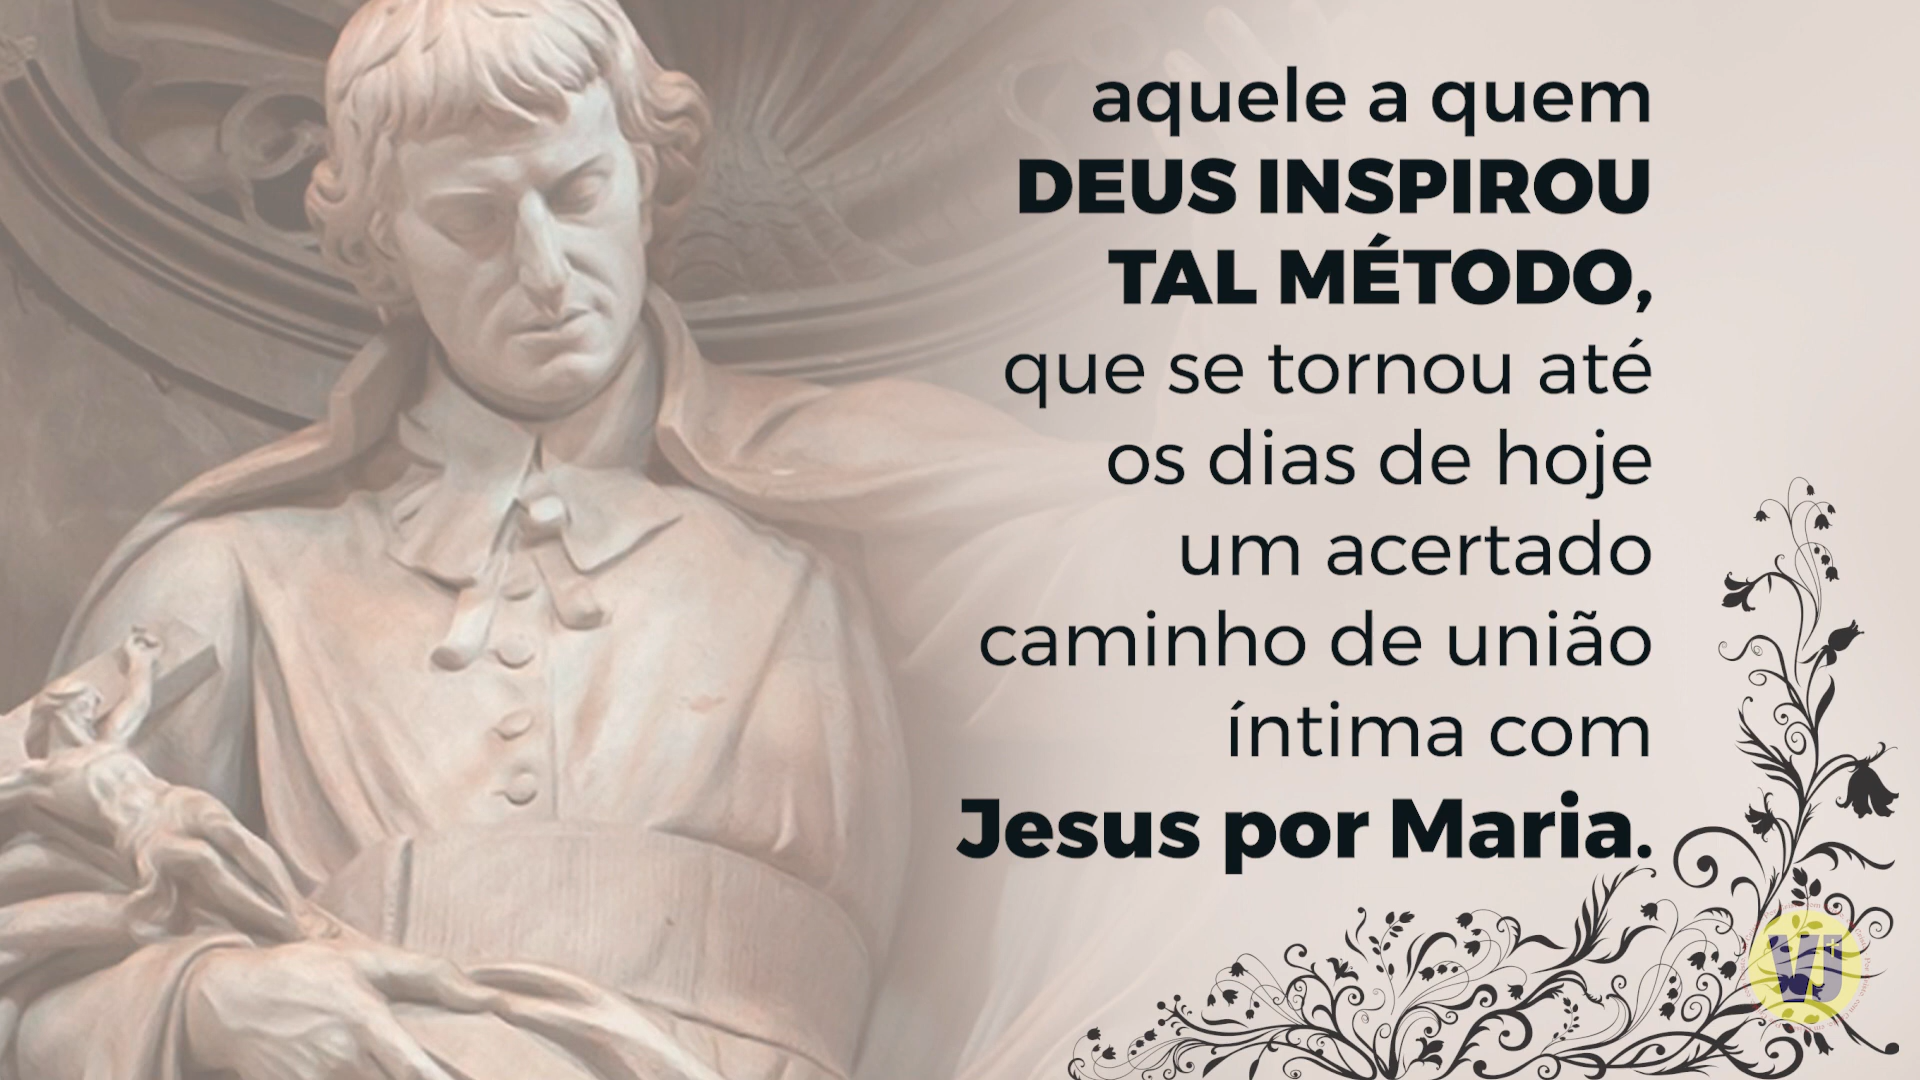 aquele a quem
DEUS INSPIROU
TAL MÉTODO,
que se tornou até
os dias de hoje
um acertado
caminho de união
íntima com
Jesus por Maria.
VJ